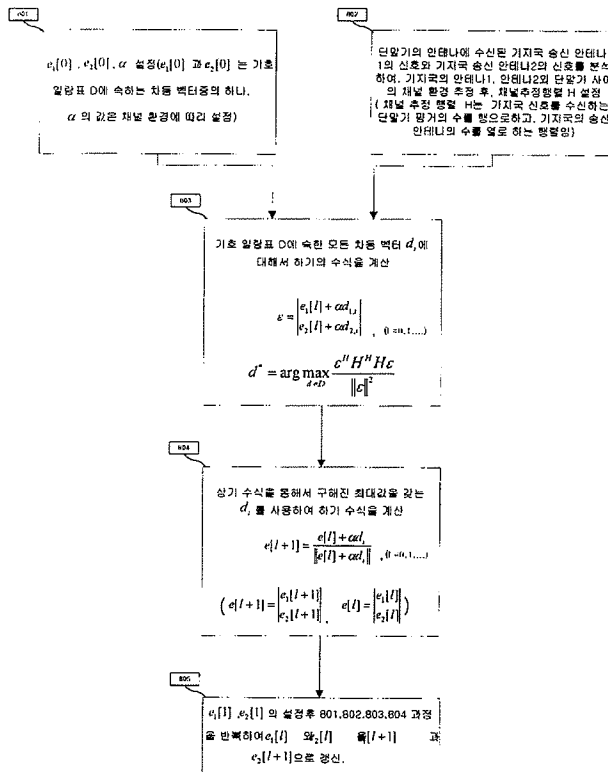 801
e₁[0] , e₂[0], α 설정(e₁[0] 과 e₂[0] 는 기호
일람표 D에 속하는 차동 벡터중의 하나.
α 의 값은 채널 환경에 따라 설정)
802
단말기의 안테나에 수신된 기지국 송신 안테나
1의 신호와 기지국 송신 안테나2의 신호를 분석
하여, 기지국의 안테나1, 안테나2와 단말기 사이
의 채널 환경 추정 후, 채널추정행렬 H 설정
( 채널 추정 행렬 H는 기지국 신호를 수신하는
단말기 핑거의 수를 행으로하고, 기지국의 송신
안테나의 수를 열로 하는 행렬임)
803
기호 일람표 D에 속한 모든 차동 벡터 dᵢ에
대해서 하기의 수식을 계산
ε = |e₁[l] + αd₁,ᵢ|
|e₂[l] + αd₂,ᵢ| , (l =0, 1, ...)
d* = arg max d∈D εᴴHᴴHε / ‖ε‖²
804
상기 수식을 통해서 구해진 최대값을 갖는
dᵢ 를 사용하여 하기 수식을 계산
e[l + 1] = e[l] + αdᵢ / ‖e[l] + αdᵢ‖ , (l =0, 1, ...)
( e[l + 1] = |e₁[l + 1]| , e[l] = |e₁[l]| )
|e₂[l + 1]| |e₂[l]|
805
e₁[1] ,e₂[1] 의 설정후 801,802,803,804 과정
을 반복하여e₁[l] 와₂[l] 을[l + 1] 과
e₂[l + 1]으로 갱신.